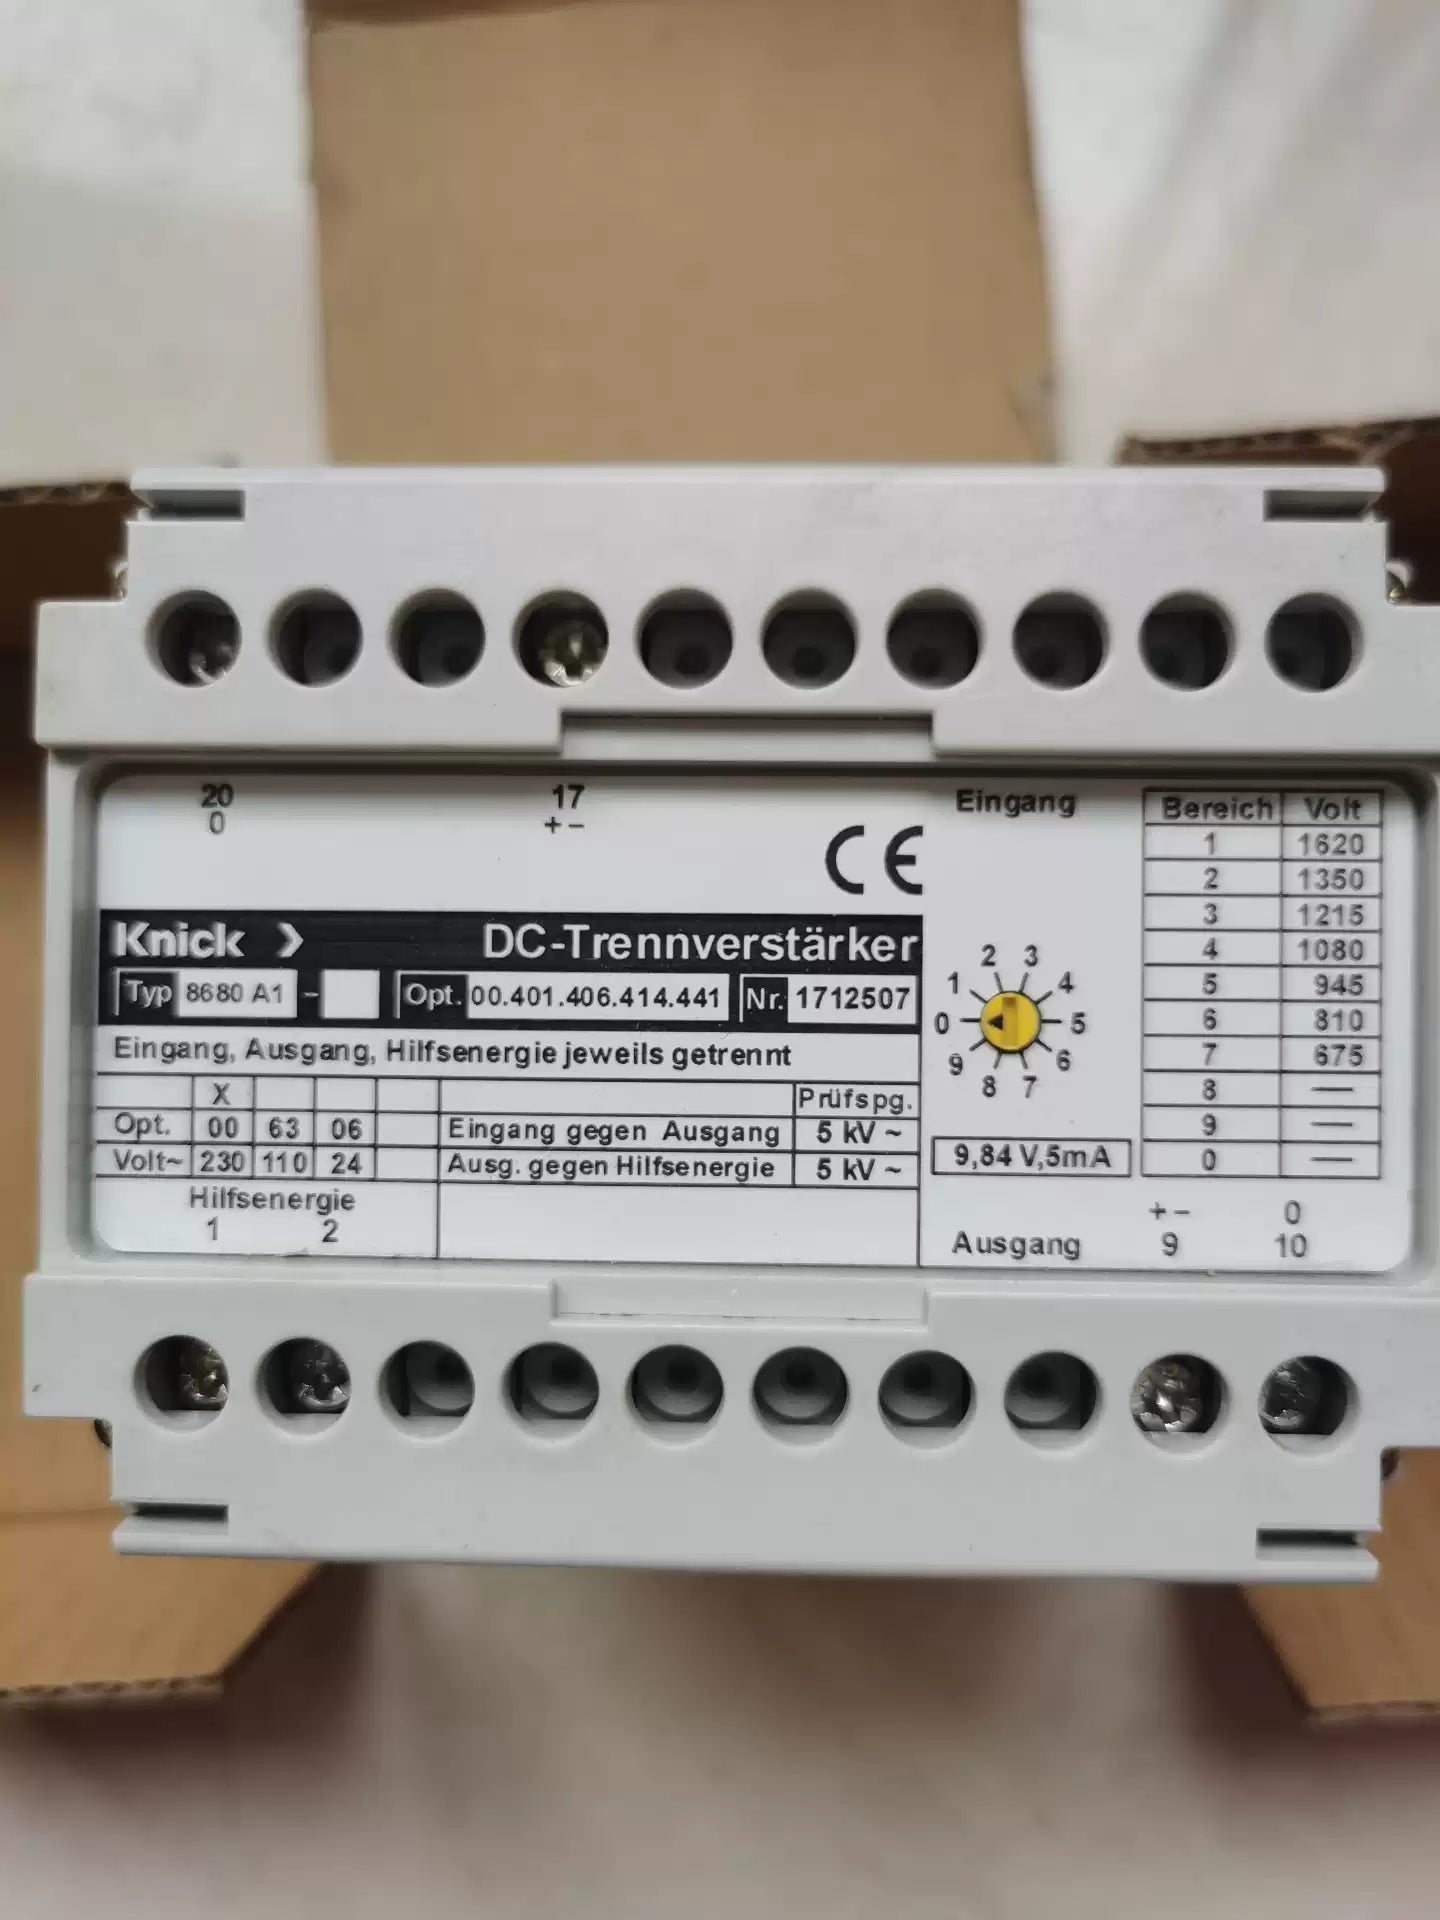 20 17
0 + -
CE
Knick > DC-Trennverstärker
Typ 8680 A1 - Opt. 00.401.406.414.441 Nr. 1712507
Eingang, Ausgang, Hilfsenergie jeweils getrennt
X
Opt. 00 63 06
Volt~ 230 110 24
Hilfsenergie
1 2
Prüfspg.
Eingang gegen Ausgang 5 kV ~
Ausg. gegen Hilfsenergie 5 kV ~
Eingang
2 3
1 4
0 5
9 6
8 7
9,84 V,5mA
Bereich Volt
1 1620
2 1350
3 1215
4 1080
5 945
6 810
7 675
8 —
9 —
0 —
+ - 0
Ausgang 9 10